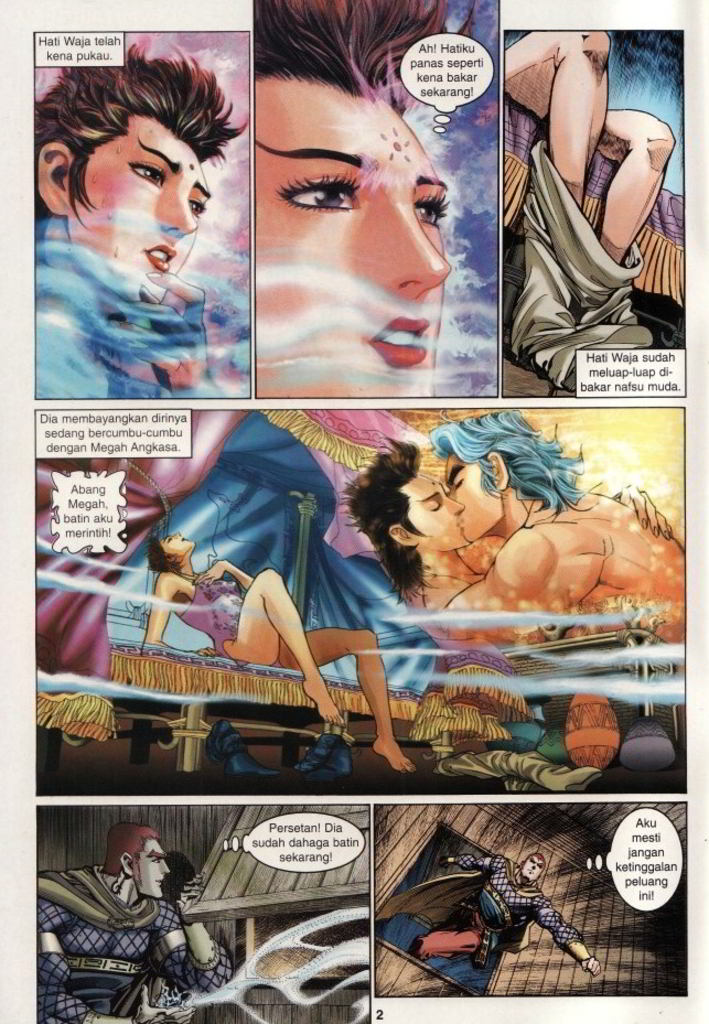 Hati Waja telah
kena pukau.
Ah! Hatiku
panas seperti
kena bakar
sekarang!
Hati Waja sudah
meluap-luap di-
bakar nafsu muda.
Dia membayangkan dirinya
sedang bercumbu-cumbu
dengan Megah Angkasa.
Abang
Megah,
batin aku
merintih!
Persetan! Dia
sudah dahaga batin
sekarang!
Aku
mesti
jangan
ketinggalan
peluang
ini!
2